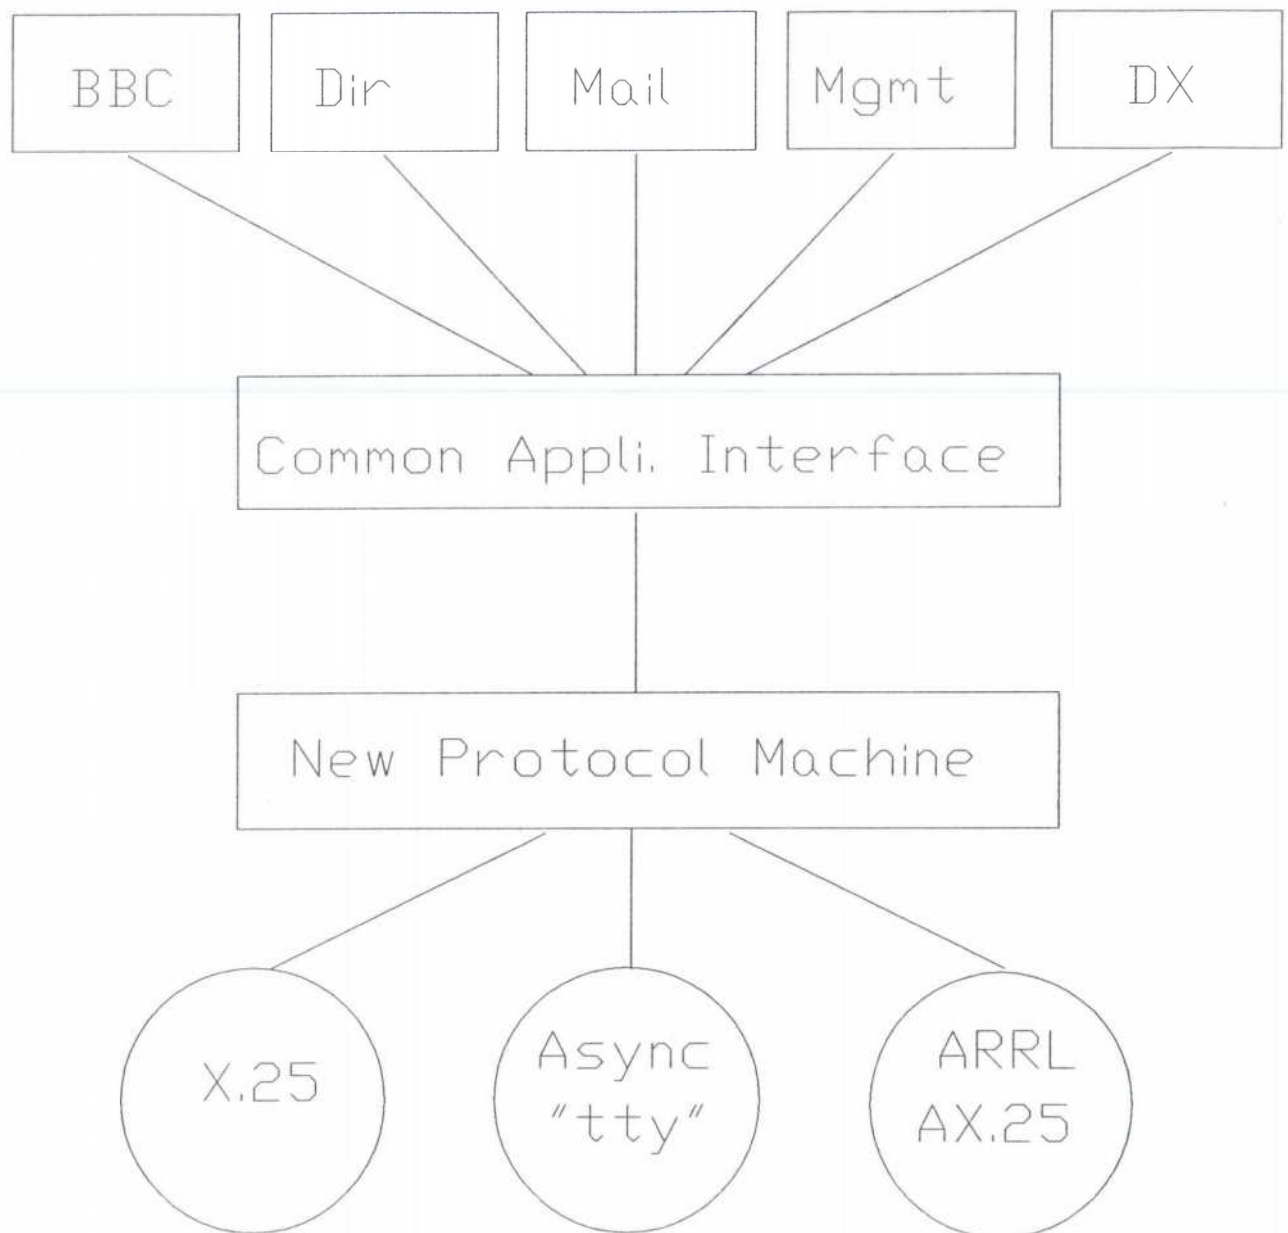 BBC
Dir
Mail
Mgmt
DX
Common Appli. Interface
New Protocol Machine
X.25
Async
"tty"
ARRL
AX.25